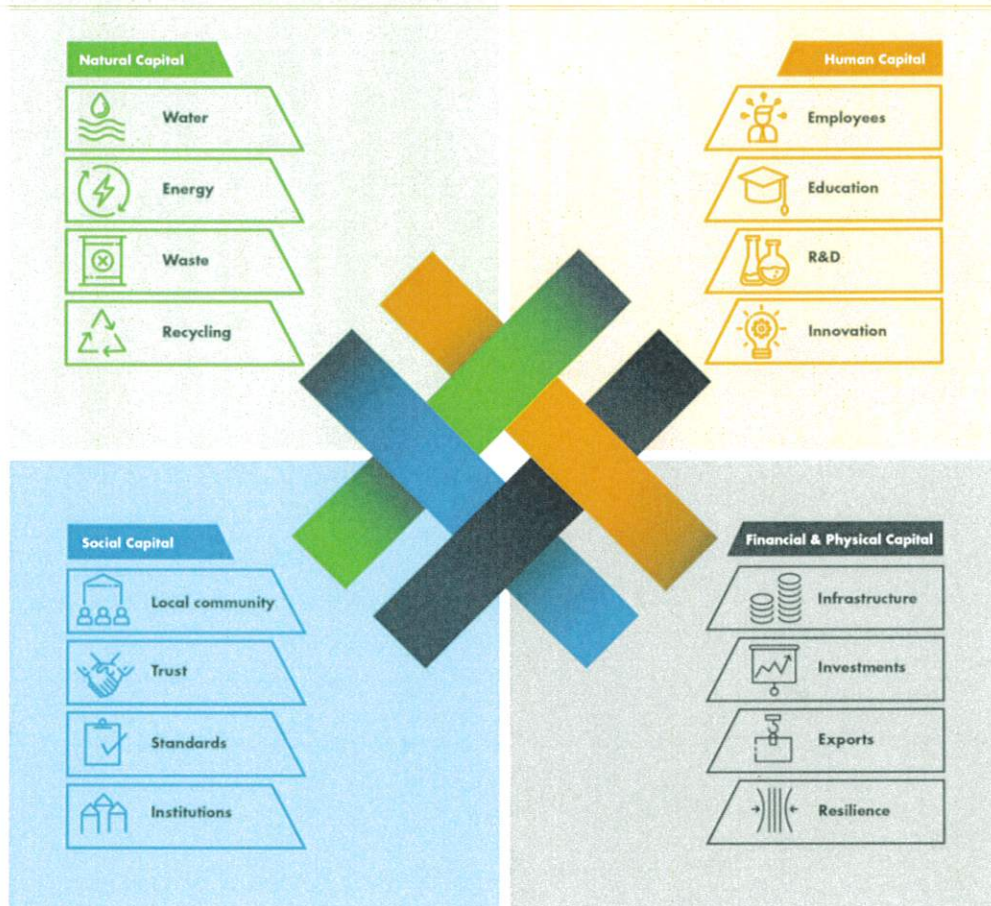 Natural Capital
Water
Energy
Waste
Recycling
Human Capital
Employees
Education
R&D
Innovation
Social Capital
Local community
Trust
Standards
Institutions
Financial & Physical Capital
Infrastructure
Investments
Exports
Resilience